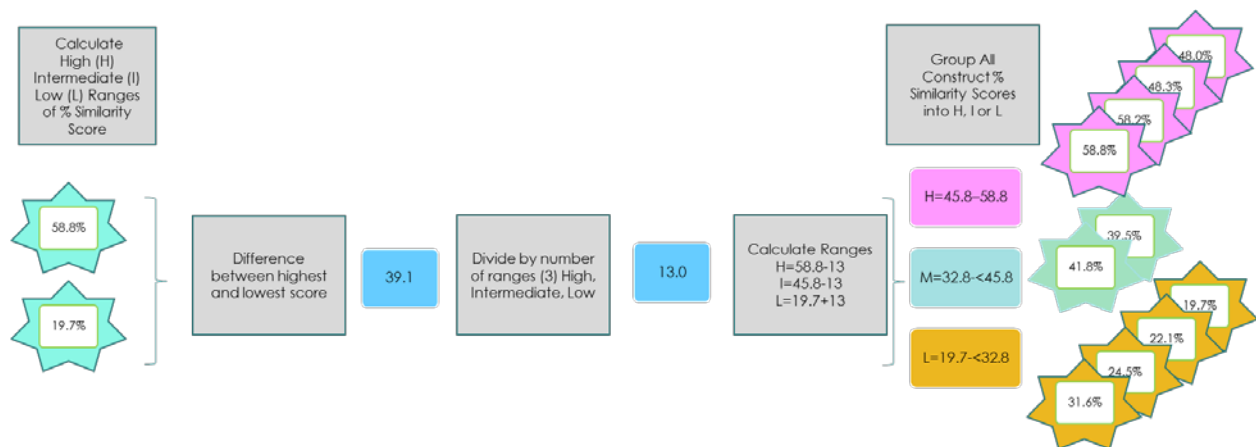 Calculate
High (H)
Intermediate (I)
Low (L) Ranges
of % Similarity
Score
58.8%
19.7%
Difference
between highest
and lowest score
39.1
Divide by number
of ranges (3) High,
Intermediate, Low
13.0
Calculate Ranges
H=58.8-13
I=45.8-13
L=19.7+13
Group All
Construct %
Similarity Scores
into H, I or L
H=45.8–58.8
M=32.8-<45.8
L=19.7-<32.8
48.0%
48.3%
58.2%
58.8%
39.5%
41.8%
19.7%
22.1%
24.5%
31.6%